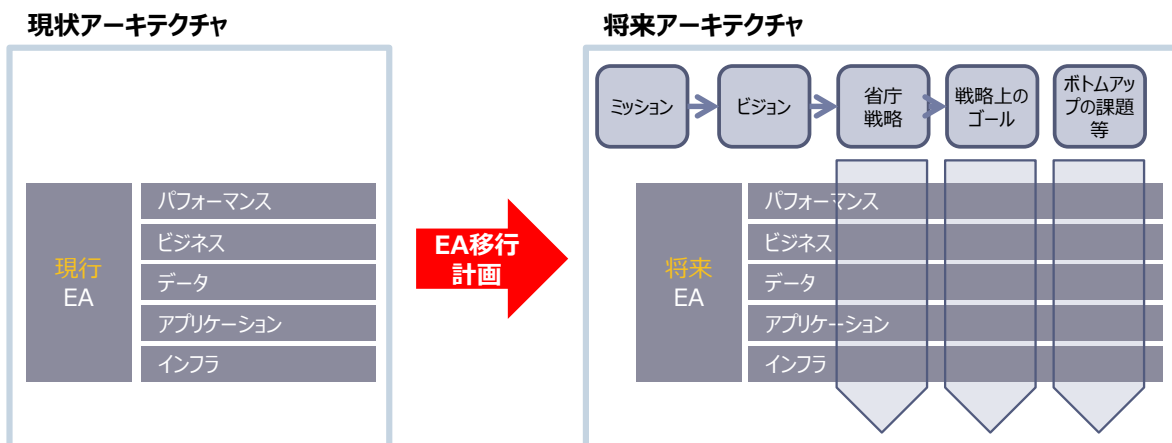 現状アーキテクチャ
現行
EA
パフォーマンス
ビジネス
データ
アプリケーション
インフラ
EA移行
計画
将来アーキテクチャ
ミッション
ビジョン
省庁
戦略
戦略上の
ゴール
ボトムアッ
プの課題
等
将来
EA
パフォーマンス
ビジネス
データ
アプリケーション
インフラ